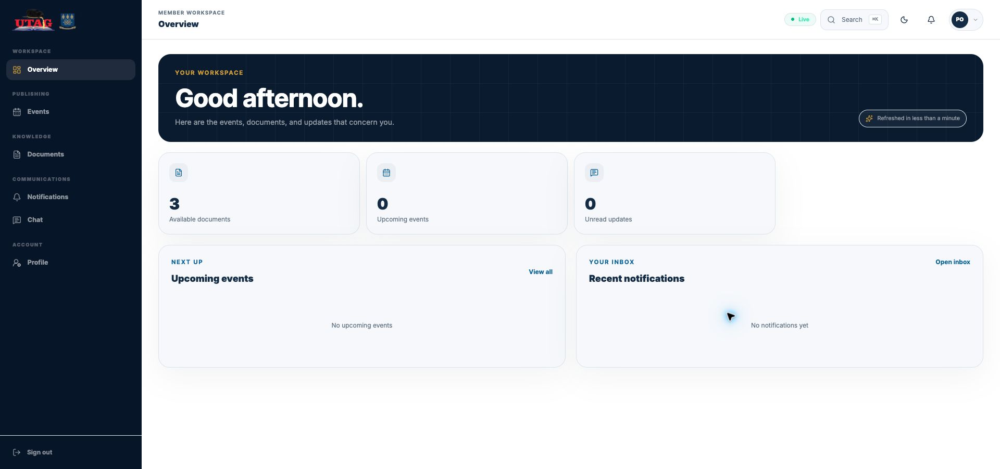 UTAG
MEMBER WORKSPACE
Overview
Live
Search
⌘K
PO
WORKSPACE
Overview
PUBLISHING
Events
KNOWLEDGE
Documents
COMMUNICATIONS
Notifications
Chat
ACCOUNT
Profile
Sign out
YOUR WORKSPACE
Good afternoon.
Here are the events, documents, and updates that concern you.
Refreshed in less than a minute
3
Available documents
0
Upcoming events
0
Unread updates
NEXT UP
Upcoming events
View all
No upcoming events
YOUR INBOX
Recent notifications
Open inbox
No notifications yet